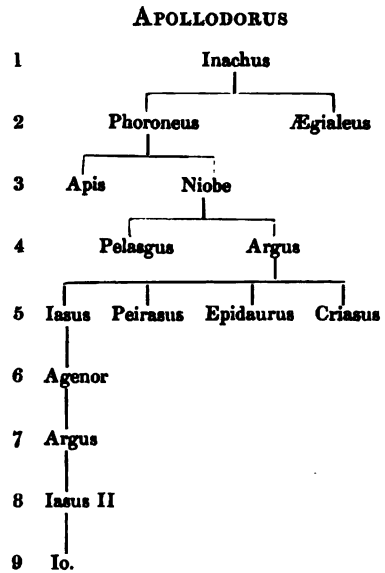 APOLLODORUS
1 Inachus
2 Phoroneus Ægialeus
3 Apis Niobe
4 Pelasgus Argus
5 Iasus Peirasus Epidaurus Criasus
6 Agenor
7 Argus
8 Iasus II
9 Io.